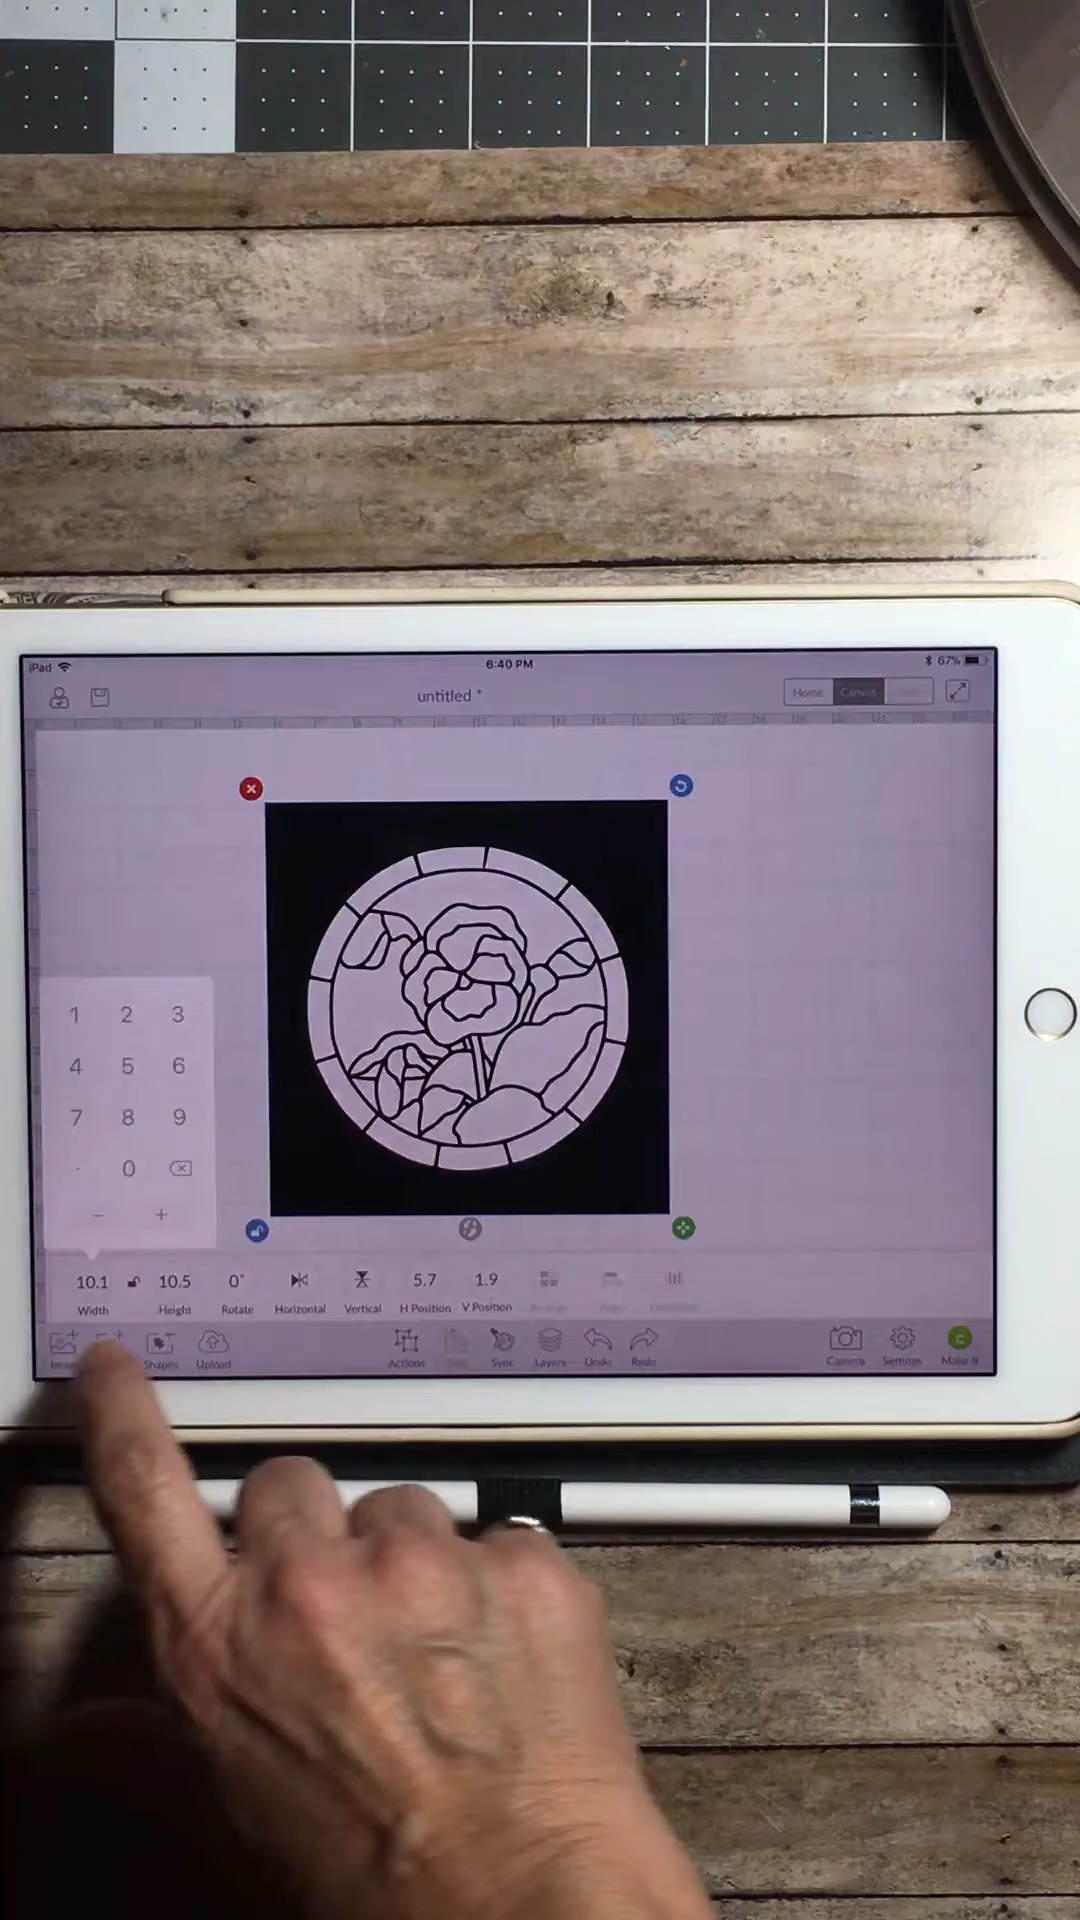 iPad 6:40 PM 67%
untitled *
Home Canvas
1 2 3
4 5 6
7 8 9
. 0
− +
10.1 10.5 0° 5.7 1.9
Width Height Rotate Horizontal Vertical H Position V Position
Shapes Upload Actions Sync Layers Undo Redo Camera Settings Make It